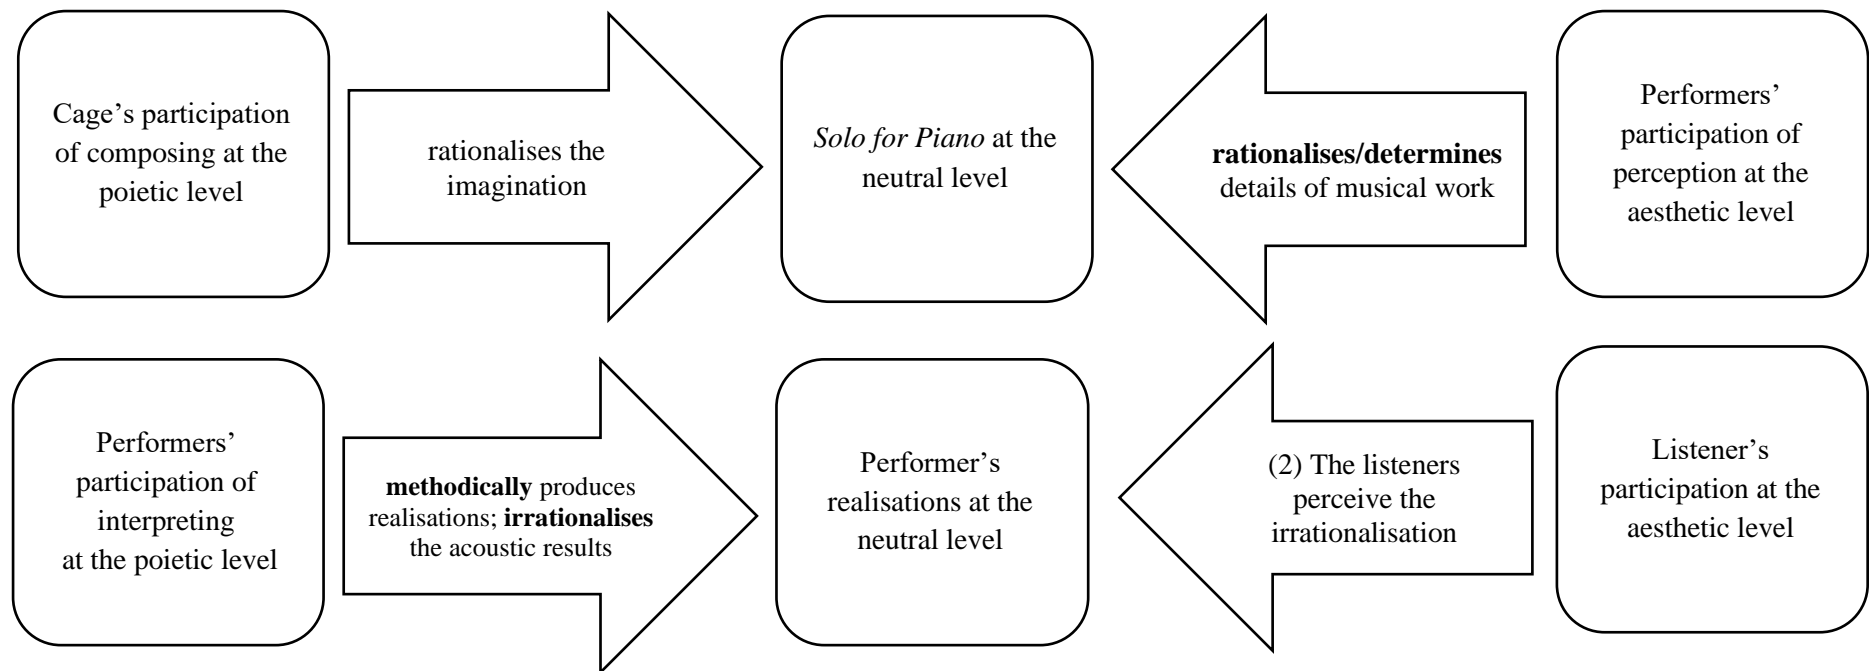 Cage’s participation
of composing at the
poietic level
rationalises the
imagination
Solo for Piano at the
neutral level
rationalises/determines
details of musical work
Performers’
participation of
perception at the
aesthetic level
Performers’
participation of
interpreting
at the poietic level
methodically produces
realisations; irrationalises
the acoustic results
Performer’s
realisations at the
neutral level
(2) The listeners
perceive the
irrationalisation
Listener’s
participation at the
aesthetic level